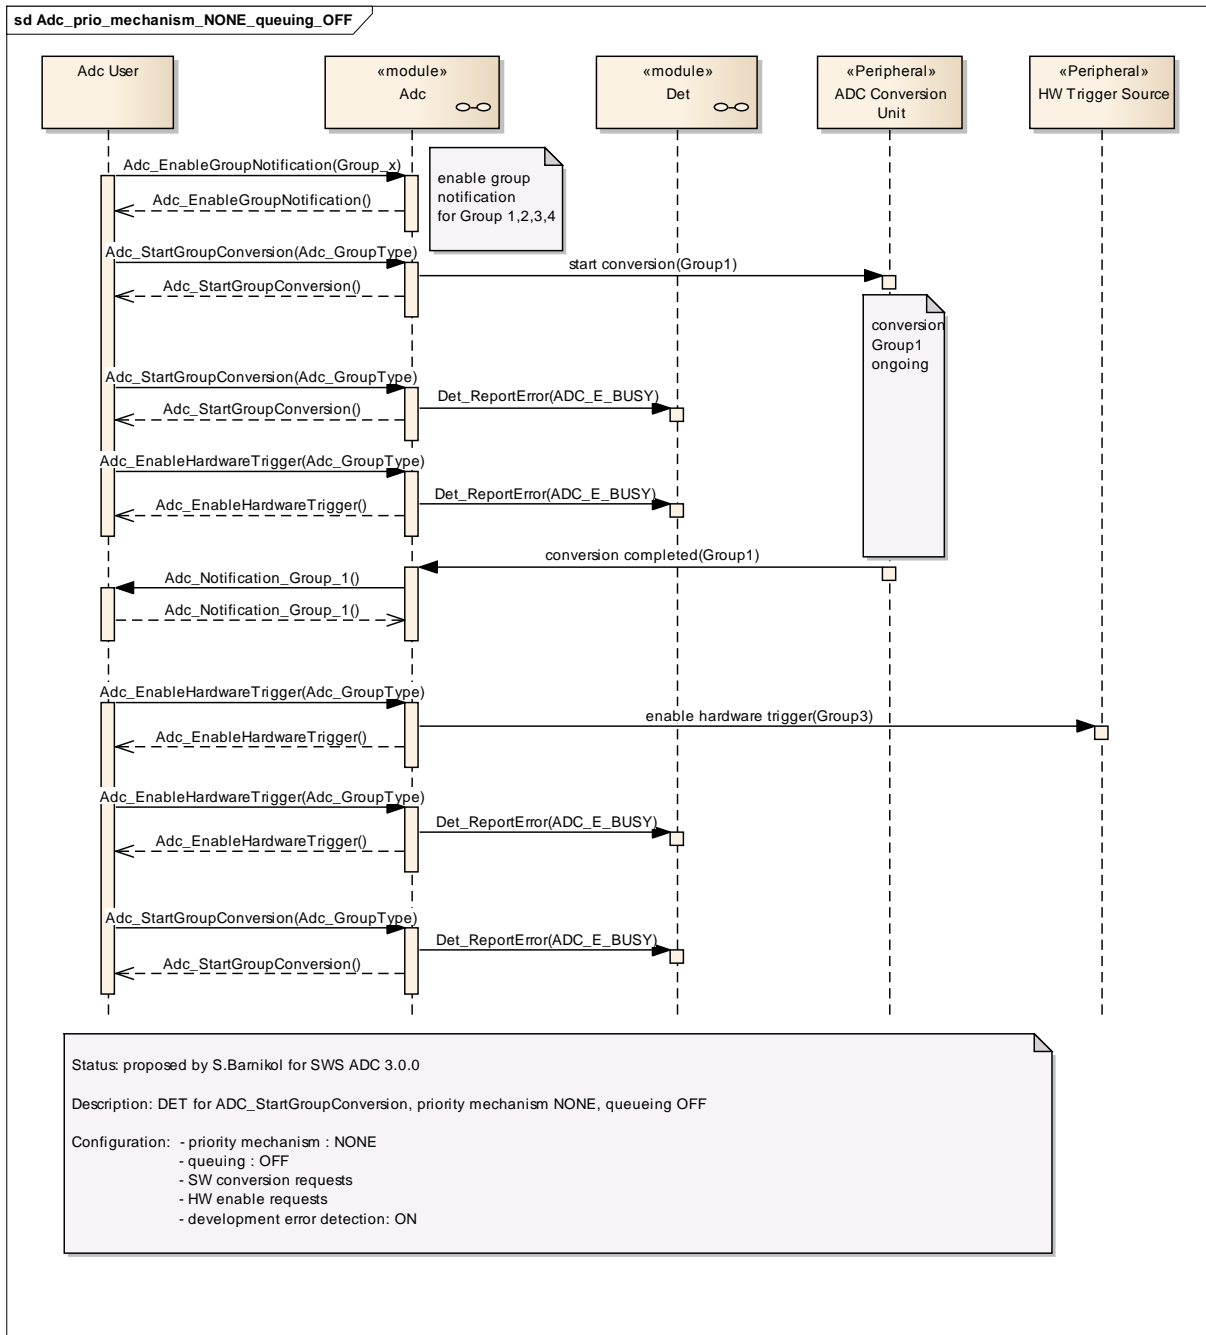 sd Adc_prio_mechanism_NONE_queuing_OFF
Adc User
«module»
Adc
«module»
Det
«Peripheral»
ADC Conversion
Unit
«Peripheral»
HW Trigger Source
Adc_EnableGroupNotification(Group_x)
enable group
notification
for Group 1,2,3,4
Adc_EnableGroupNotification()
Adc_StartGroupConversion(Adc_GroupType)
start conversion(Group1)
Adc_StartGroupConversion()
conversion
Group1
ongoing
Adc_StartGroupConversion(Adc_GroupType)
Det_ReportError(ADC_E_BUSY)
Adc_StartGroupConversion()
Adc_EnableHardwareTrigger(Adc_GroupType)
Det_ReportError(ADC_E_BUSY)
Adc_EnableHardwareTrigger()
conversion completed(Group1)
Adc_Notification_Group_1()
Adc_Notification_Group_1()
Adc_EnableHardwareTrigger(Adc_GroupType)
enable hardware trigger(Group3)
Adc_EnableHardwareTrigger()
Adc_EnableHardwareTrigger(Adc_GroupType)
Det_ReportError(ADC_E_BUSY)
Adc_EnableHardwareTrigger()
Adc_StartGroupConversion(Adc_GroupType)
Det_ReportError(ADC_E_BUSY)
Adc_StartGroupConversion()
Status: proposed by S.Barnikol for SWS ADC 3.0.0
Description: DET for ADC_StartGroupConversion, priority mechanism NONE, queueing OFF
Configuration: - priority mechanism : NONE
- queuing : OFF
- SW conversion requests
- HW enable requests
- development error detection: ON